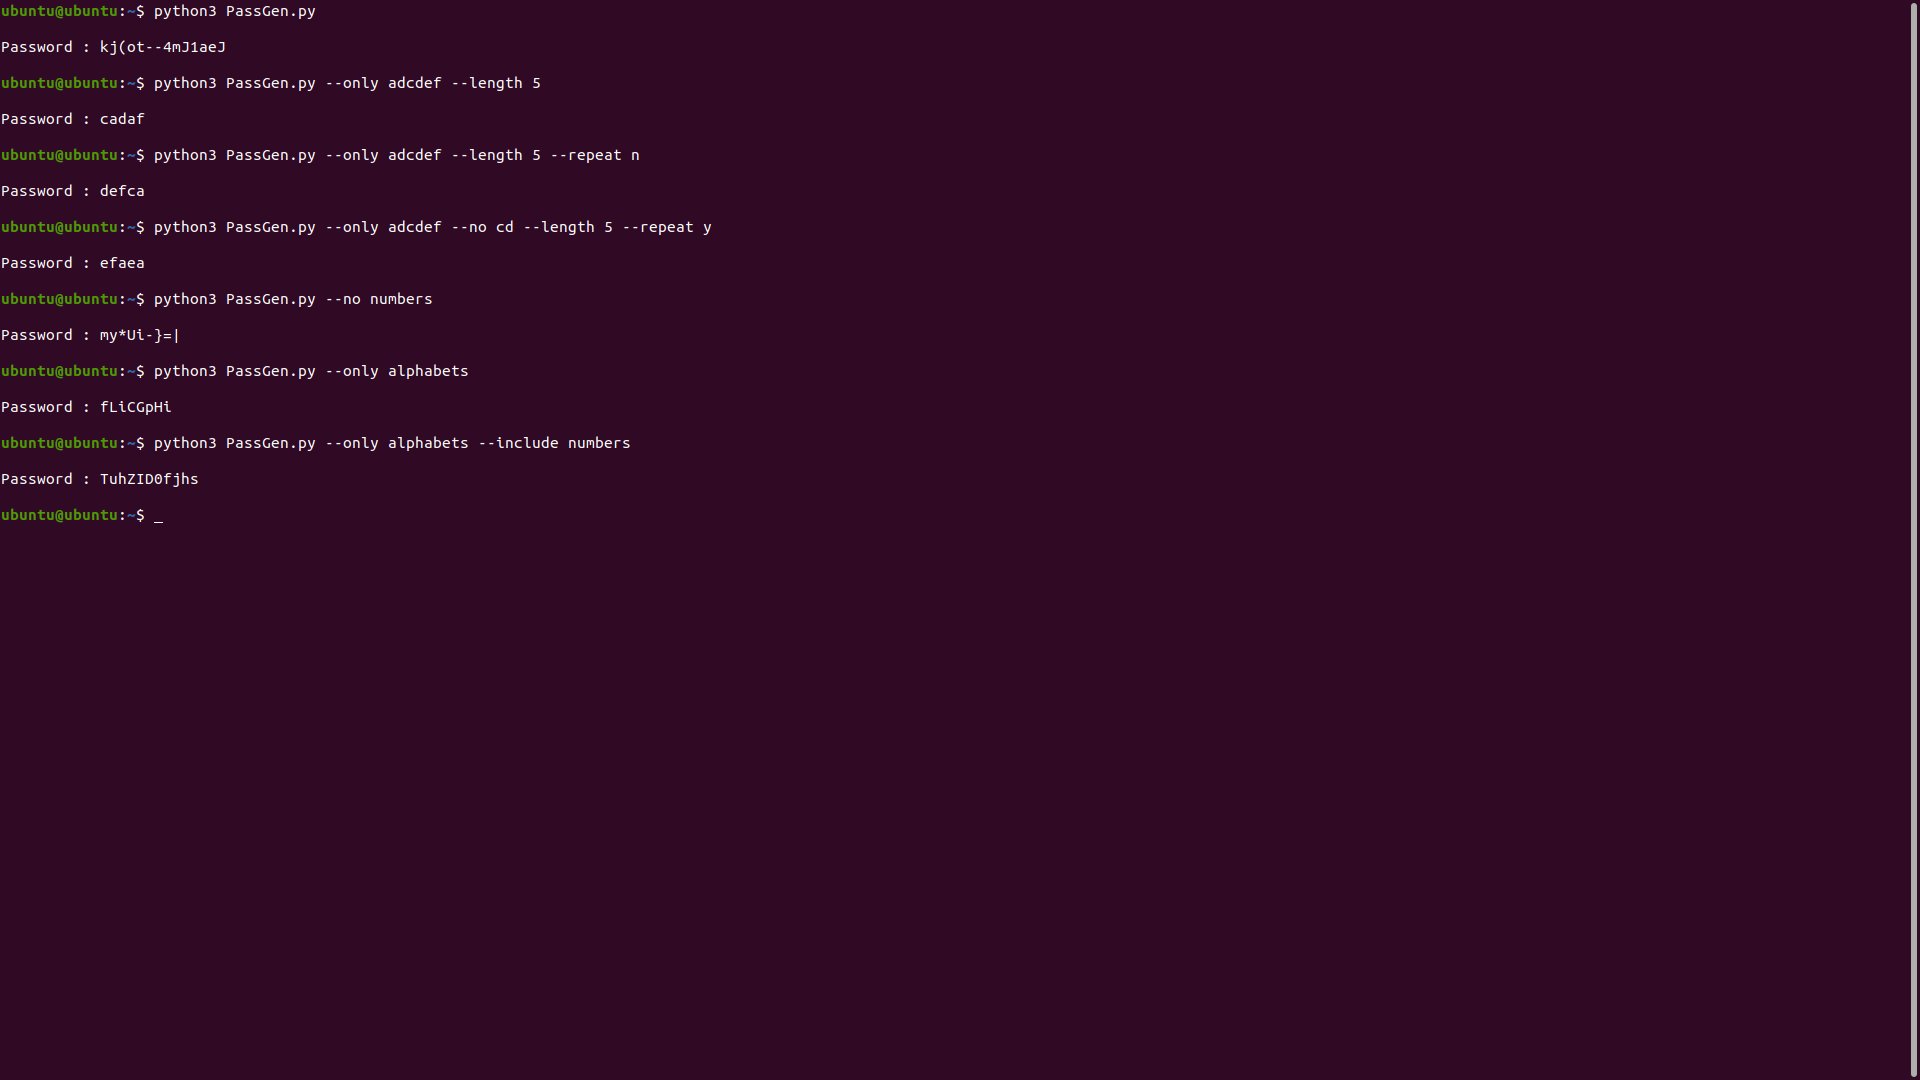 ubuntu@ubuntu:~$ python3 PassGen.py
Password : kj(ot--4mJ1aeJ
ubuntu@ubuntu:~$ python3 PassGen.py --only adcdef --length 5
Password : cadaf
ubuntu@ubuntu:~$ python3 PassGen.py --only adcdef --length 5 --repeat n
Password : defca
ubuntu@ubuntu:~$ python3 PassGen.py --only adcdef --no cd --length 5 --repeat y
Password : efaea
ubuntu@ubuntu:~$ python3 PassGen.py --no numbers
Password : my*Ui-}=|
ubuntu@ubuntu:~$ python3 PassGen.py --only alphabets
Password : fLiCGpHi
ubuntu@ubuntu:~$ python3 PassGen.py --only alphabets --include numbers
Password : TuhZID0fjhs
ubuntu@ubuntu:~$ _